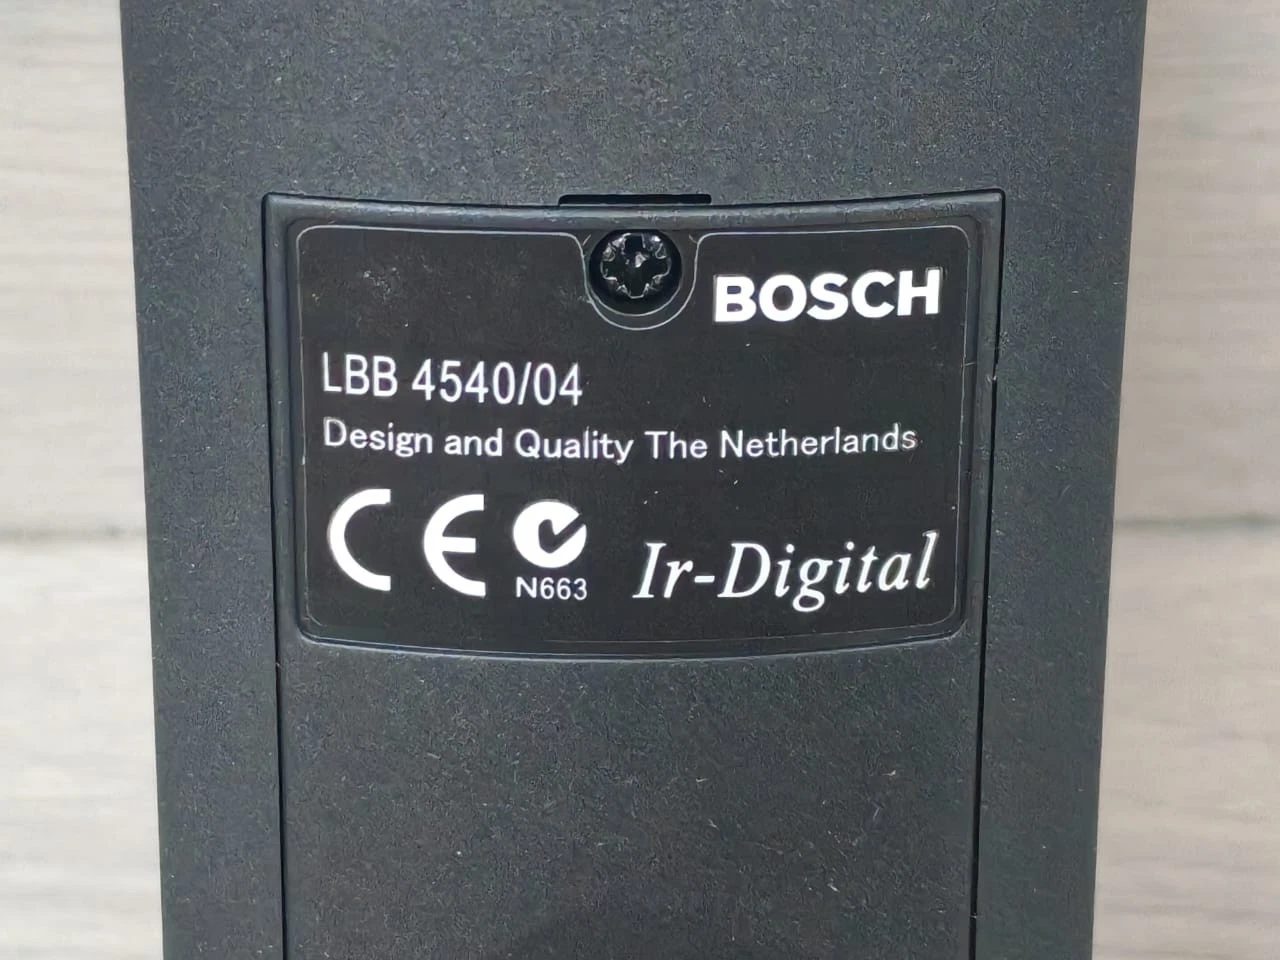 BOSCH
LBB 4540/04
Design and Quality The Netherlands
CE
N663
Ir-Digital